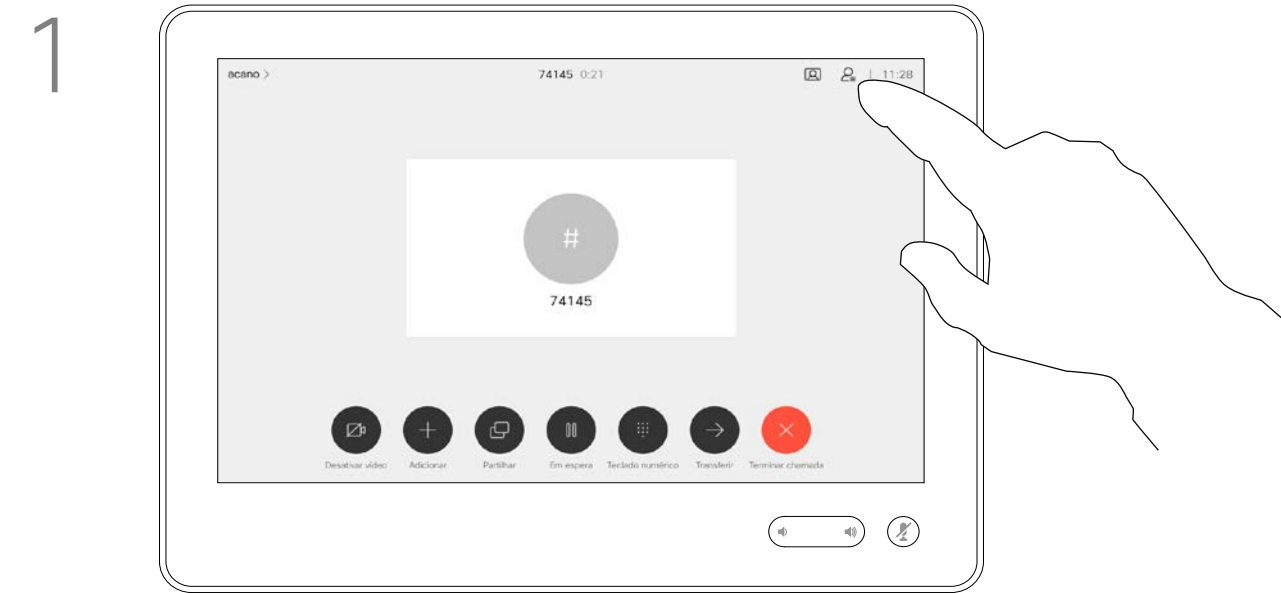 1
acano >
74145 0:21
11:28
#
74145
Desativar vídeo
Adicionar
Partilhar
Em espera
Teclado numérico
Transferir
Terminar chamada